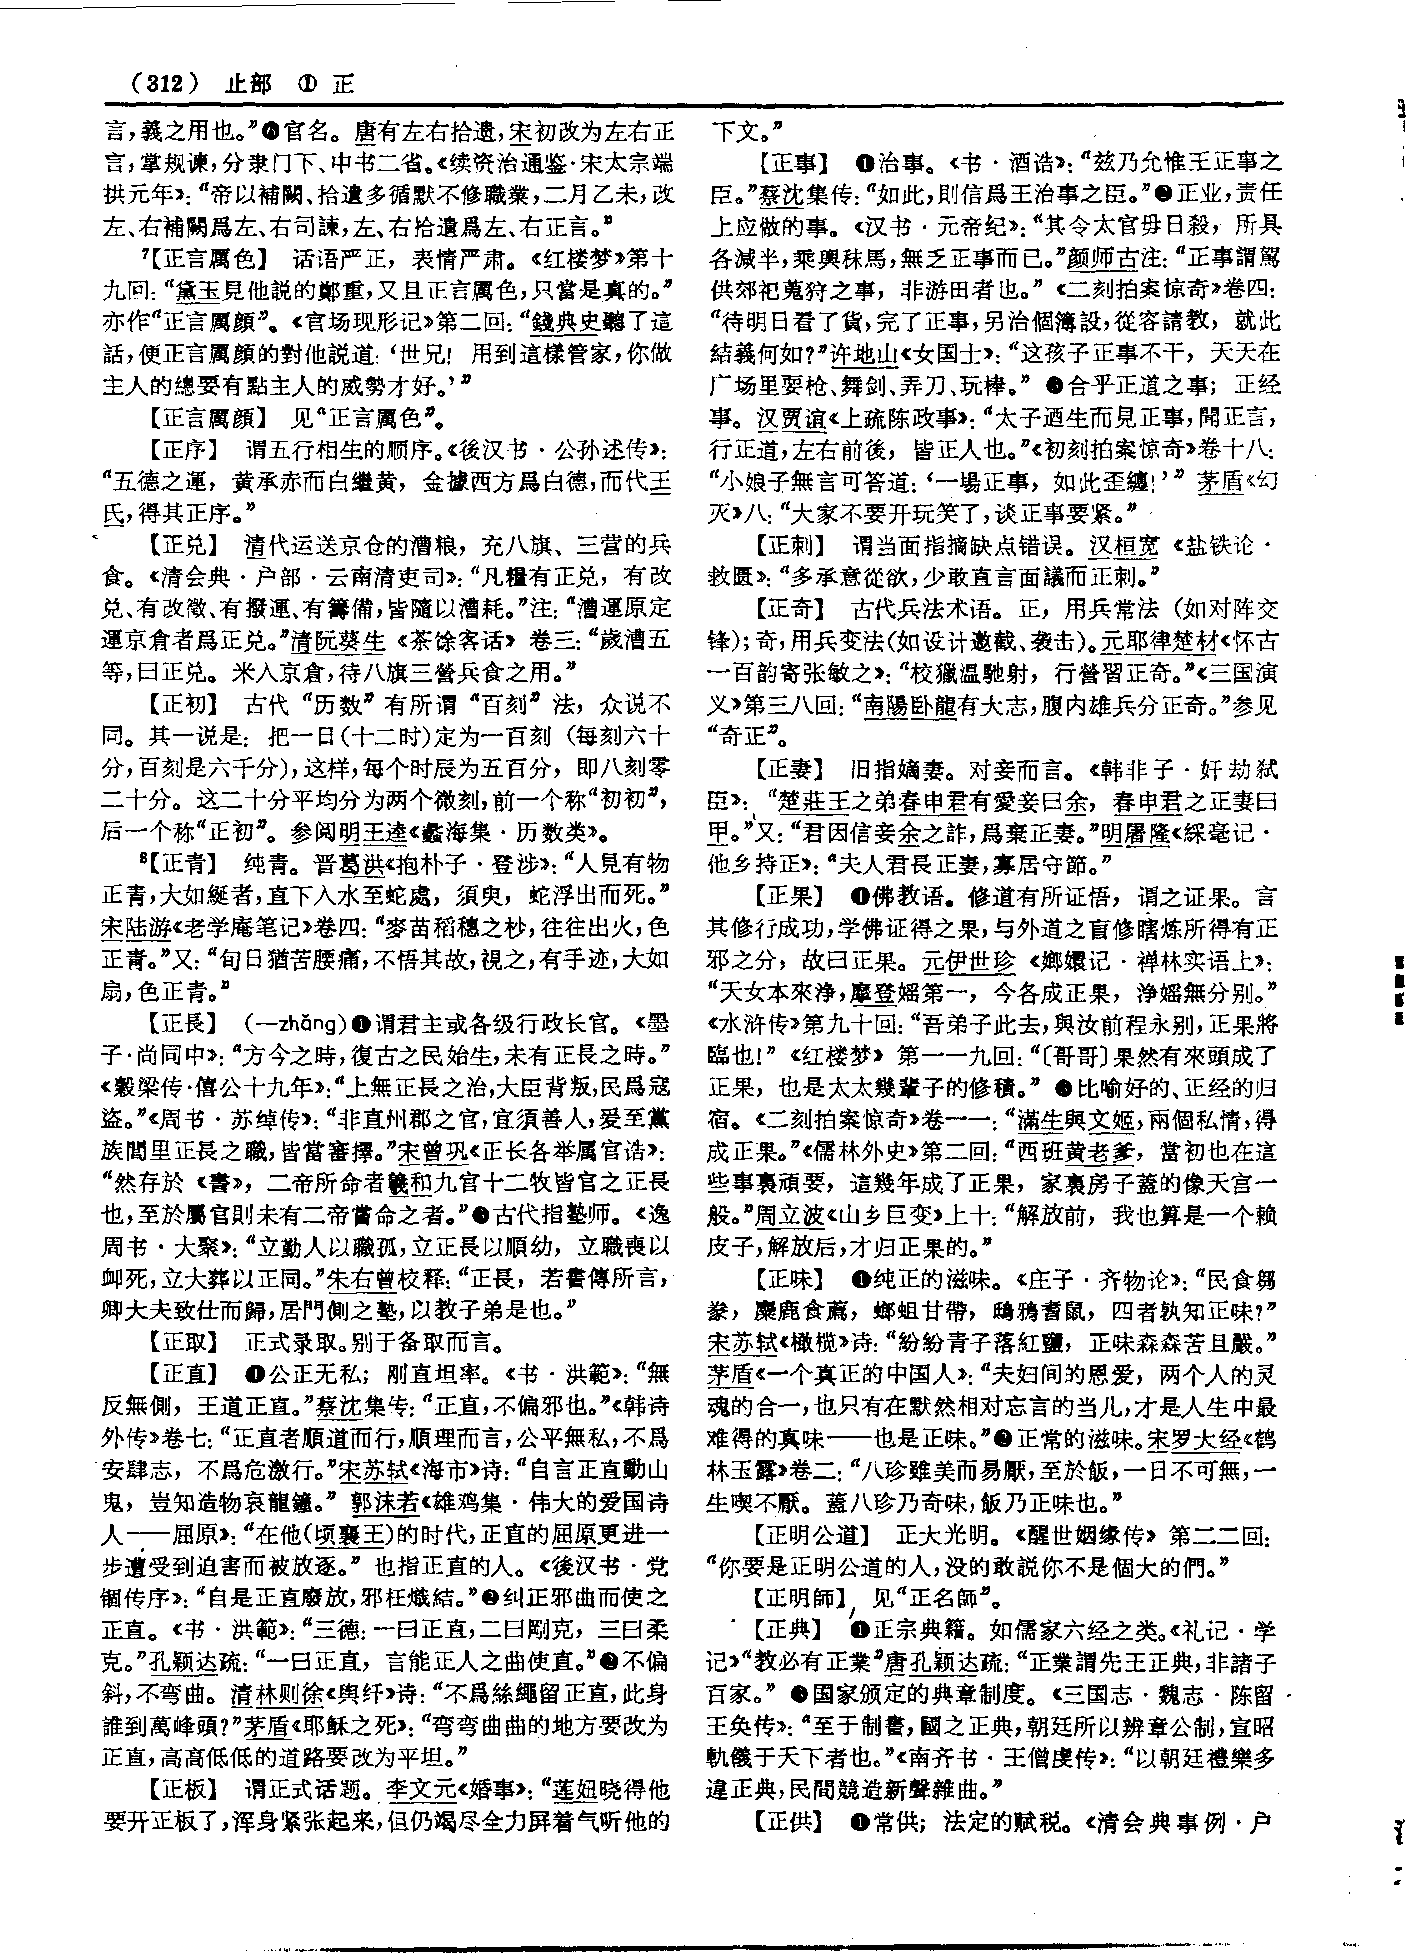 （312） 止部 ① 正
言，義之用也。”❻官名。唐有左右拾遗，宋初改为左右正
言，掌规谏，分隶门下、中书二省。《续资治通鉴·宋太宗端
拱元年》：“帝以補闕、拾遺多循默不修職業，二月乙未，改
左、右補闕爲左、右司諫，左、右拾遺爲左、右正言。”
7【正言厲色】 话语严正，表情严肃。《红楼梦》第十
九回：“黛玉見他説的鄭重，又且正言厲色，只當是真的。”
亦作“正言厲顔”。《官场现形记》第二回：“錢典史聽了這
話，便正言厲顔的對他説道：‘世兄！用到這樣管家，你做
主人的總要有點主人的威勢才好。’”
【正言厲顔】 见“正言厲色”。
【正序】 谓五行相生的顺序。《後汉书·公孙述传》：
“五德之運，黄承赤而白繼黄，金據西方爲白德，而代王
氏，得其正序。”
【正兑】 清代运送京仓的漕粮，充八旗、三营的兵
食。《清会典·户部·云南清吏司》：“凡糧有正兑，有改
兑、有改徵、有撥運、有籌備，皆隨以漕耗。”注：“漕運原定
運京倉者爲正兑。”清阮葵生《茶馀客话》卷三：“歲漕五
等，曰正兑。米入京倉，待八旗三營兵食之用。”
【正初】 古代“历数”有所谓“百刻”法，众说不
同。其一说是：把一日（十二时）定为一百刻（每刻六十
分，百刻是六千分），这样，每个时辰为五百分，即八刻零
二十分。这二十分平均分为两个微刻，前一个称“初初”，
后一个称“正初”。参阅明王逵《蠡海集·历数类》。
8【正青】 纯青。晋葛洪《抱朴子·登涉》：“人見有物
正青，大如綖者，直下入水至蛇處，須臾，蛇浮出而死。”
宋陆游《老学庵笔记》卷四：“麥苗稻穗之杪，往往出火，色
正青。”又：“旬日猶苦腰痛，不悟其故，視之，有手迹，大如
扇，色正青。”
【正長】 （—zhǎng）❶谓君主或各级行政长官。《墨
子·尚同中》：“方今之時，復古之民始生，未有正長之時。”
《穀梁传·僖公十九年》：“上無正長之治，大臣背叛，民爲寇
盗。”《周书·苏绰传》：“非直州郡之官，宜須善人，爰至黨
族閭里正長之職，皆當審擇。”宋曾巩《正长各举属官诰》：
“然存於《書》，二帝所命者羲和九官十二牧皆官之正長
也，至於屬官則未有二帝嘗命之者。”❷古代指塾师。《逸
周书·大聚》：“立勤人以職孤，立正長以順幼，立職喪以
卹死，立大葬以正同。”朱右曾校释：“正長，若書傳所言，
卿大夫致仕而歸，居門側之塾，以教子弟是也。”
【正取】 正式录取。别于备取而言。
【正直】 ❶公正无私；刚直坦率。《书·洪範》：“無
反無側，王道正直。”蔡沈集传：“正直，不偏邪也。”《韩诗
外传》卷七：“正直者順道而行，順理而言，公平無私，不爲
安肆志，不爲危激行。”宋苏轼《海市》诗：“自言正直動山
鬼，豈知造物哀龍鐘。”郭沫若《雄鸡集·伟大的爱国诗
人——屈原》：“在他（顷襄王）的时代，正直的屈原更进一
步遭受到迫害而被放逐。”也指正直的人。《後汉书·党
锢传序》：“自是正直廢放，邪枉熾結。”❷纠正邪曲而使之
正直。《书·洪範》：“三德：一曰正直，二曰剛克，三曰柔
克。”孔颖达疏：“一曰正直，言能正人之曲使直。”❸不偏
斜，不弯曲。清林则徐《舆纤》诗：“不爲絲繩留正直，此身
誰到萬峰頭？”茅盾《耶稣之死》：“弯弯曲曲的地方要改为
正直，高高低低的道路要改为平坦。”
【正板】 谓正式话题。李文元《婚事》：“莲妞晓得他
要开正板了，浑身紧张起来，但仍竭尽全力屏着气听他的
下文。”
【正事】 ❶治事。《书·酒诰》：“兹乃允惟王正事之
臣。”蔡沈集传：“如此，則信爲王治事之臣。”❷正业，责任
上应做的事。《汉书·元帝纪》：“其令太官毋日殺，所具
各減半，乘輿秣馬，無乏正事而已。”颜师古注：“正事謂駕
供郊祀蒐狩之事，非游田者也。”《二刻拍案惊奇》卷四：
“待明日看了貨，完了正事，另治個薄設，從容請教，就此
結義何如？”许地山《女国士》：“这孩子正事不干，天天在
广场里耍枪、舞剑、弄刀、玩棒。”❸合乎正道之事；正经
事。汉贾谊《上疏陈政事》：“太子迺生而見正事，聞正言，
行正道，左右前後，皆正人也。”《初刻拍案惊奇》卷十八：
“小娘子無言可答道：‘一場正事，如此歪纏！’”茅盾《幻
灭》八：“大家不要开玩笑了，谈正事要紧。”
【正刺】 谓当面指摘缺点错误。汉桓宽《盐铁论·
救匮》：“多承意從欲，少敢直言面議而正刺。”
【正奇】 古代兵法术语。正，用兵常法（如对阵交
锋）；奇，用兵变法（如设计邀截、袭击）。元耶律楚材《怀古
一百韵寄张敏之》：“校獵温馳射，行營習正奇。”《三国演
义》第三八回：“南陽卧龍有大志，腹内雄兵分正奇。”参见
“奇正”。
【正妻】 旧指嫡妻。对妾而言。《韩非子·奸劫弑
臣》：“楚莊王之弟春申君有愛妾曰余，春申君之正妻曰
甲。”又：“君因信妾余之詐，爲棄正妻。”明屠隆《綵毫记·
他乡持正》：“夫人君長正妻，寡居守節。”
【正果】 ❶佛教语。修道有所证悟，谓之证果。言
其修行成功，学佛证得之果，与外道之盲修瞎炼所得有正
邪之分，故曰正果。元伊世珍《嫏嬛记·禅林实语上》：
“天女本來净，摩登婬第一，今各成正果，净婬無分别。”
《水浒传》第九十回：“吾弟子此去，與汝前程永别，正果將
臨也！”《红楼梦》第一一九回：“〔哥哥〕果然有來頭成了
正果，也是太太幾輩子的修積。”❷比喻好的、正经的归
宿。《二刻拍案惊奇》卷一一：“滿生與文姬，兩個私情，得
成正果。”《儒林外史》第二回：“西班黄老爹，當初也在這
些事裏頑耍，這幾年成了正果，家裏房子蓋的像天宫一
般。”周立波《山乡巨变》上十：“解放前，我也算是一个赖
皮子，解放后，才归正果的。”
【正味】 ❶纯正的滋味。《庄子·齐物论》：“民食芻
豢，麋鹿食薦，螂蛆甘帶，鴟鴉耆鼠，四者孰知正味？”
宋苏轼《橄榄》诗：“紛紛青子落紅鹽，正味森森苦且嚴。”
茅盾《一个真正的中国人》：“夫妇间的恩爱，两个人的灵
魂的合一，也只有在默然相对忘言的当儿，才是人生中最
难得的真味——也是正味。”❷正常的滋味。宋罗大经《鹤
林玉露》卷二：“八珍雖美而易厭，至於飯，一日不可無，一
生喫不厭。蓋八珍乃奇味，飯乃正味也。”
【正明公道】 正大光明。《醒世姻缘传》第二二回：
“你要是正明公道的人，没的敢説你不是個大的們。”
【正明師】 见“正名師”。
【正典】 ❶正宗典籍。如儒家六经之类。《礼记·学
记》“教必有正業”唐孔颖达疏：“正業謂先王正典，非諸子
百家。”❷国家颁定的典章制度。《三国志·魏志·陈留
王奂传》：“至于制書，國之正典，朝廷所以辨章公制，宣昭
軌儀于天下者也。”《南齐书·王僧虔传》：“以朝廷禮樂多
違正典，民間競造新聲雜曲。”
【正供】 ❶常供；法定的赋税。《清会典事例·户